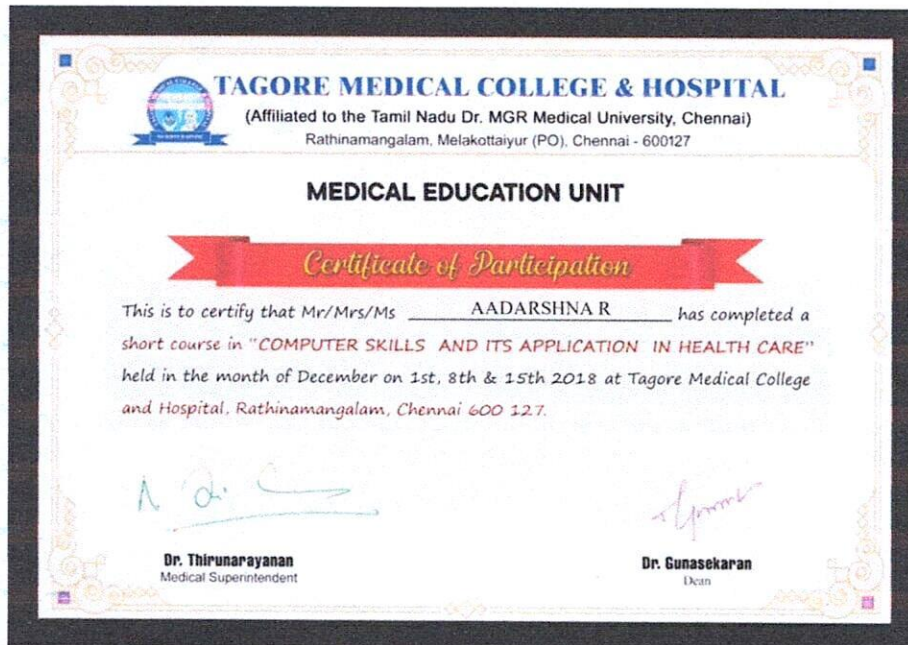 TAGORE MEDICAL COLLEGE & HOSPITAL
(Affiliated to the Tamil Nadu Dr. MGR Medical University, Chennai)
Rathinamangalam, Melakottaiyur (PO), Chennai - 600127
MEDICAL EDUCATION UNIT
Certificate of Participation
This is to certify that Mr/Mrs/Ms AADARSHNA R has completed a
short course in "COMPUTER SKILLS AND ITS APPLICATION IN HEALTH CARE"
held in the month of December on 1st, 8th & 15th 2018 at Tagore Medical College
and Hospital, Rathinamangalam, Chennai 600 127.
Dr. Thirunarayanan
Medical Superintendent
Dr. Gunasekaran
Dean